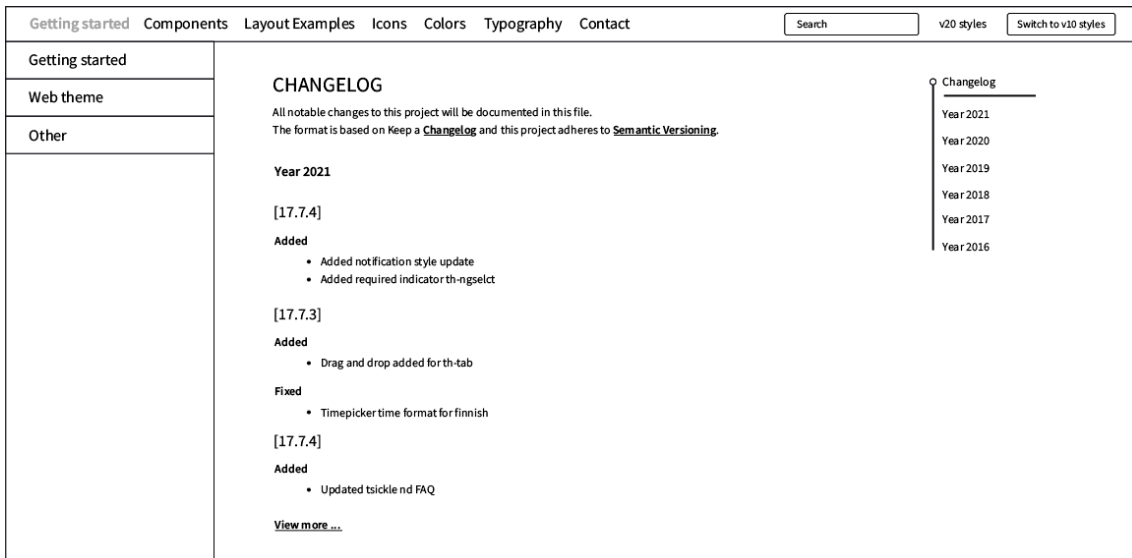 Getting started Components Layout Examples Icons Colors Typography Contact Search v20 styles Switch to v10 styles
Getting started
Web theme
Other
CHANGELOG
All notable changes to this project will be documented in this file.
The format is based on Keep a Changelog and this project adheres to Semantic Versioning.
Year 2021
[17.7.4]
Added
• Added notification style update
• Added required indicator th-ngselct
[17.7.3]
Added
• Drag and drop added for th-tab
Fixed
• Timepicker time format for finnish
[17.7.4]
Added
• Updated tsickle nd FAQ
View more ...
Changelog
Year 2021
Year 2020
Year 2019
Year 2018
Year 2017
Year 2016